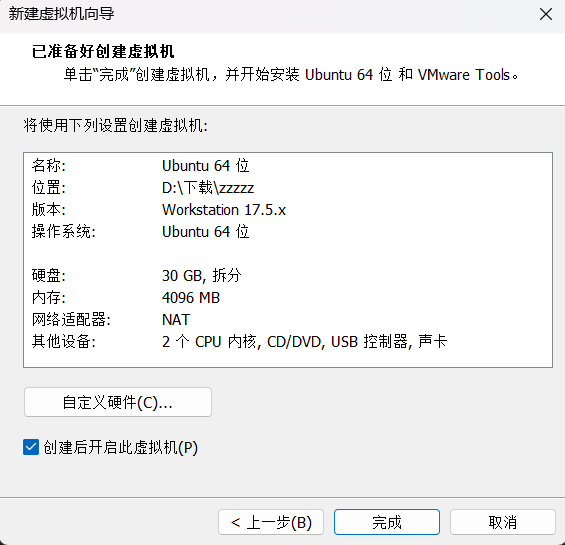 新建虚拟机向导
已准备好创建虚拟机
单击“完成”创建虚拟机，并开始安装 Ubuntu 64 位 和 VMware Tools。
将使用下列设置创建虚拟机:
名称: Ubuntu 64 位
位置: D:\下载\zzzzz
版本: Workstation 17.5.x
操作系统: Ubuntu 64 位
硬盘: 30 GB, 拆分
内存: 4096 MB
网络适配器: NAT
其他设备: 2 个 CPU 内核, CD/DVD, USB 控制器, 声卡
自定义硬件(C)...
创建后开启此虚拟机(P)
< 上一步(B) 完成 取消